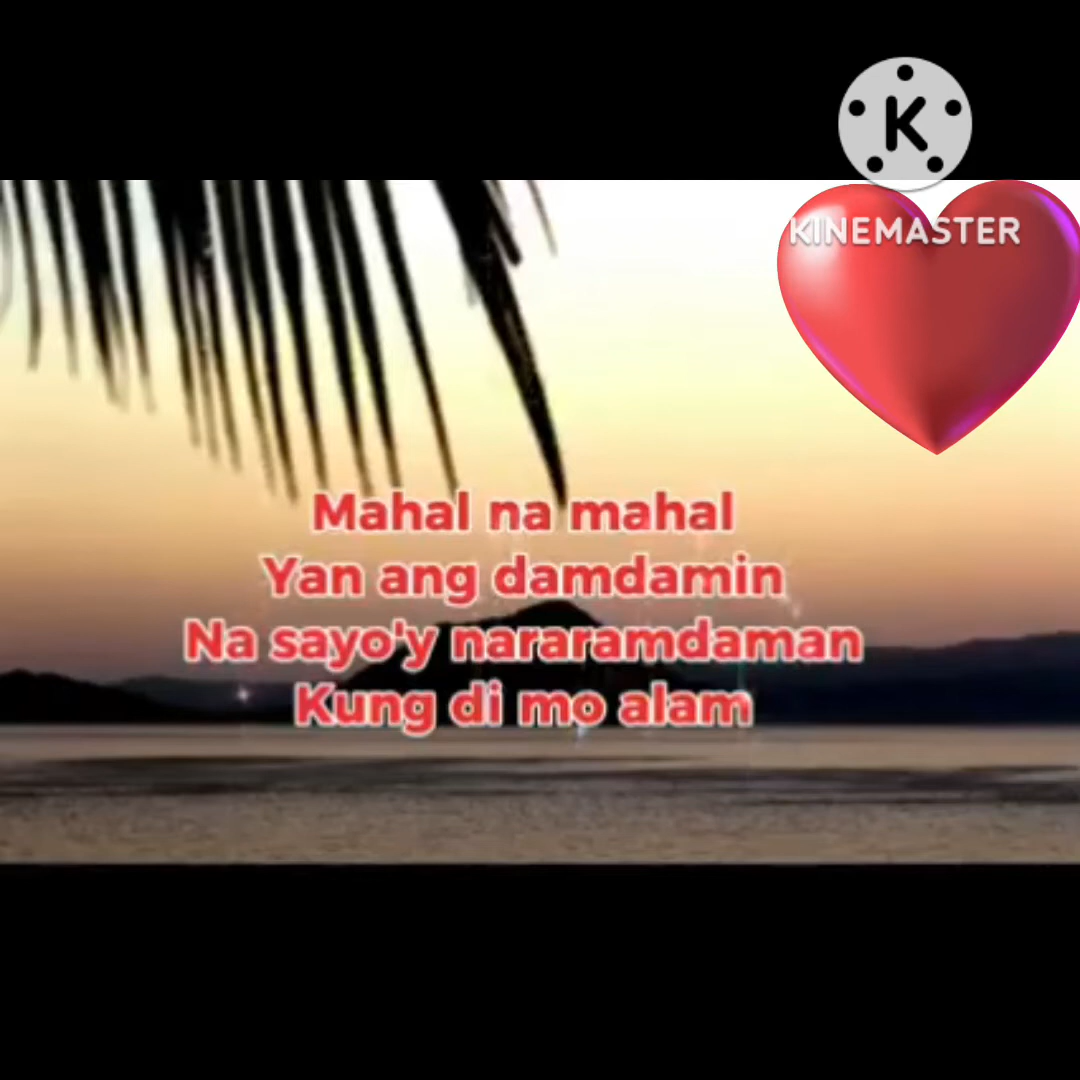 K
KINEMASTER
Mahal na mahal
Yan ang damdamin
Na sayo'y nararamdaman
Kung di mo alam